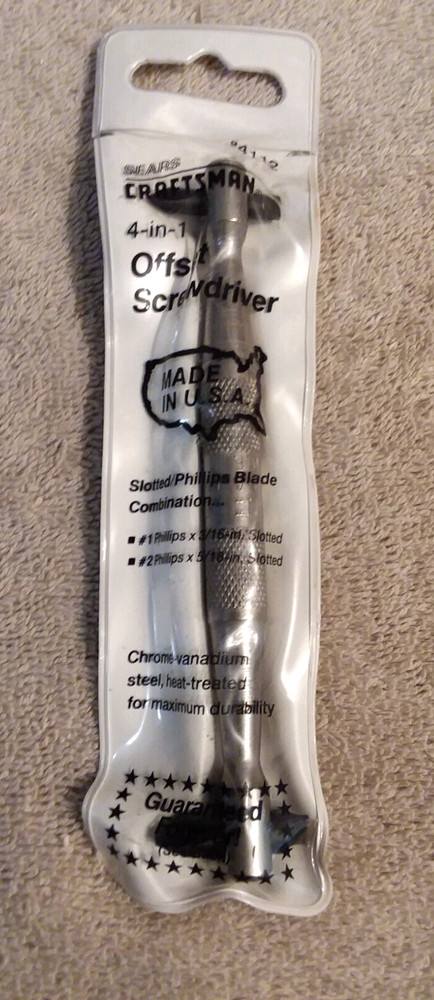 94112
SEARS
CRAFTSMAN
4-in-1
Offset
Screwdriver
MADE
IN U.S.A.
Slotted/Phillips Blade
Combination...
■ #1 Phillips x 3/16-in. Slotted
■ #2 Phillips x 5/16-in. Slotted
Chrome-vanadium
steel, heat-treated
for maximum durability
Guaranteed